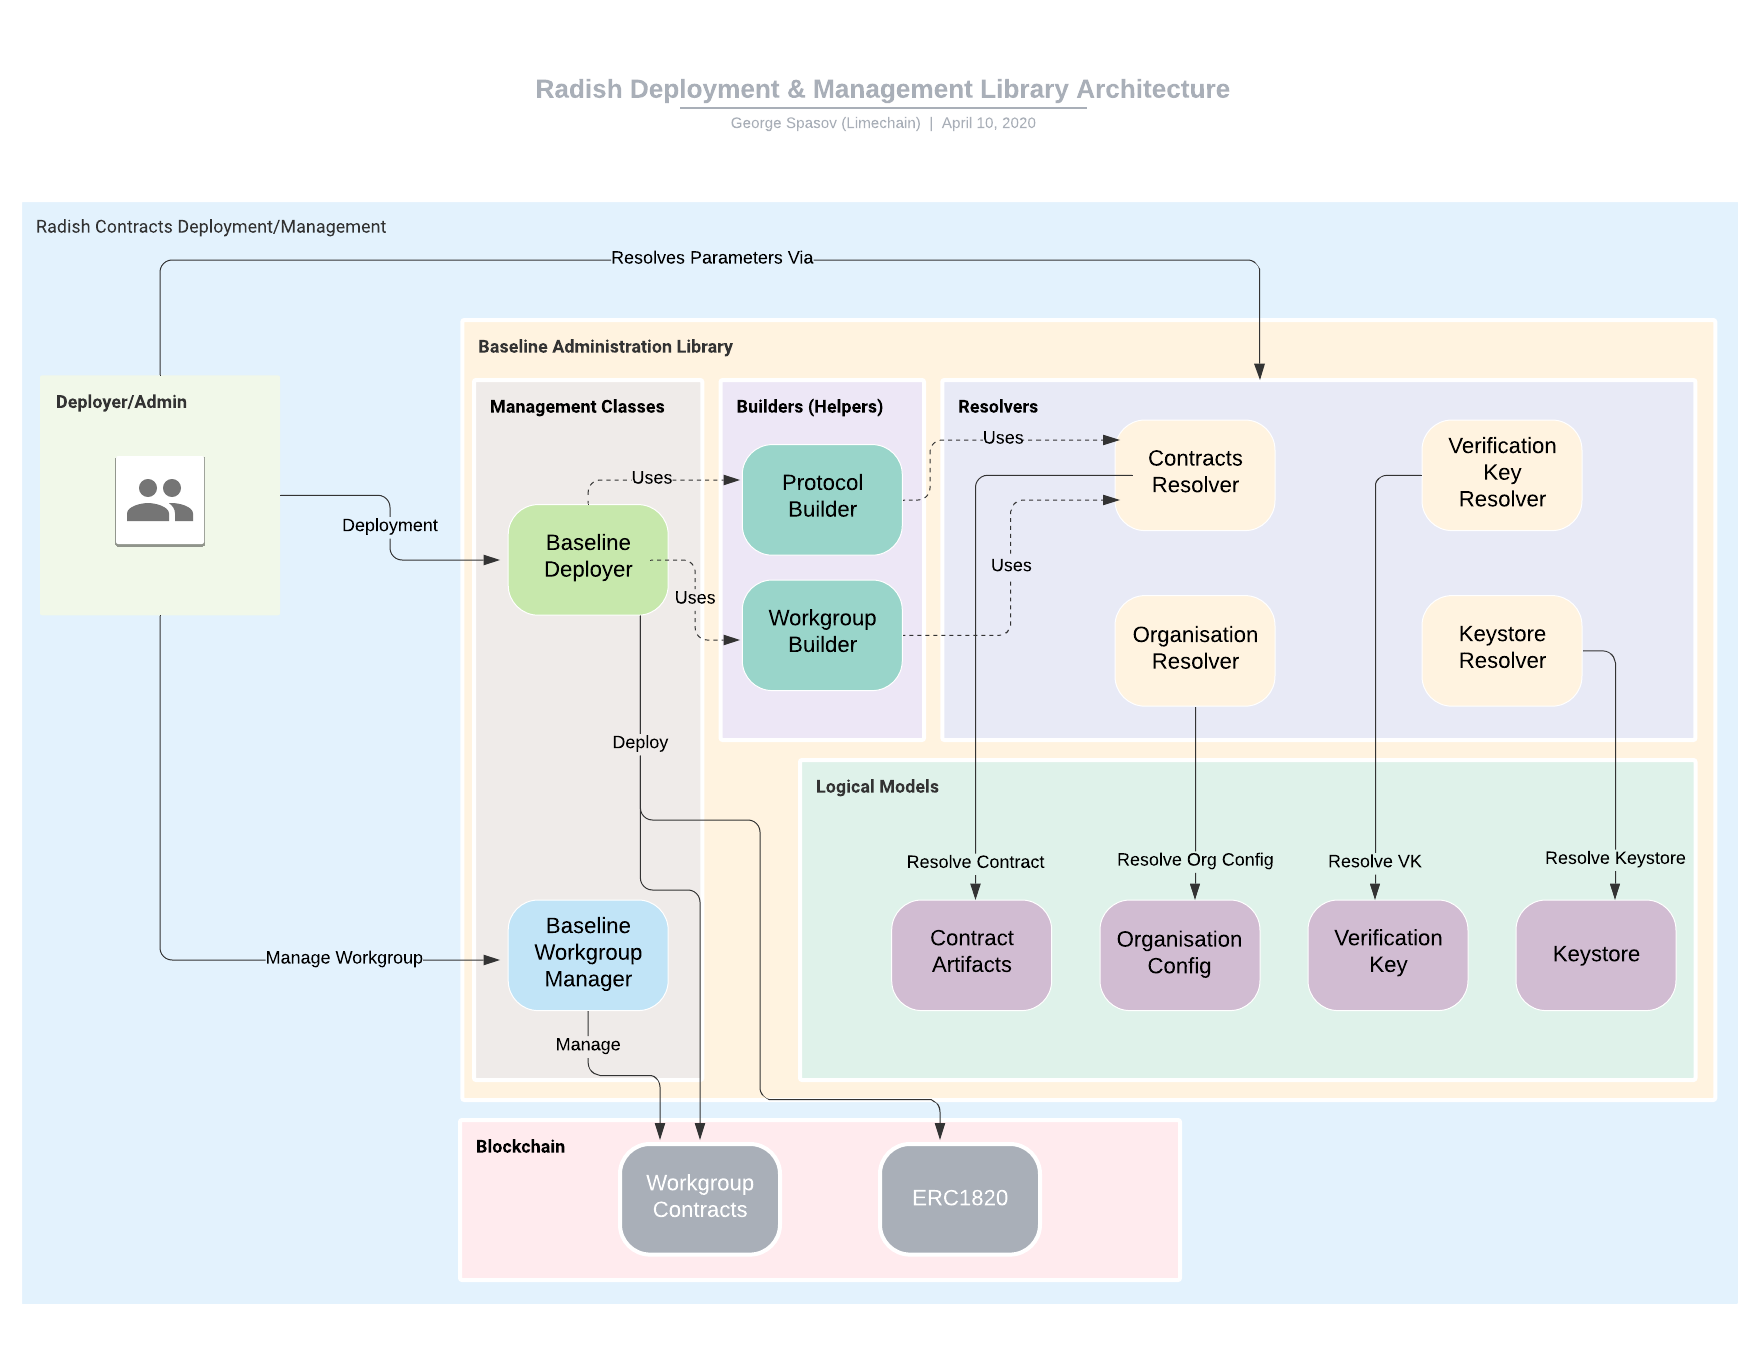 Radish Deployment & Management Library Architecture
George Spasov (Limechain) | April 10, 2020
Radish Contracts Deployment/Management
Resolves Parameters Via
Baseline Administration Library
Deployer/Admin
Management Classes
Builders (Helpers)
Resolvers
Uses
Uses
Contracts
Resolver
Verification
Key
Resolver
Protocol
Builder
Deployment
Baseline
Deployer
Uses
Uses
Workgroup
Builder
Organisation
Resolver
Keystore
Resolver
Deploy
Logical Models
Resolve Contract
Resolve Org Config
Resolve VK
Resolve Keystore
Manage Workgroup
Baseline
Workgroup
Manager
Contract
Artifacts
Organisation
Config
Verification
Key
Keystore
Manage
Blockchain
Workgroup
Contracts
ERC1820